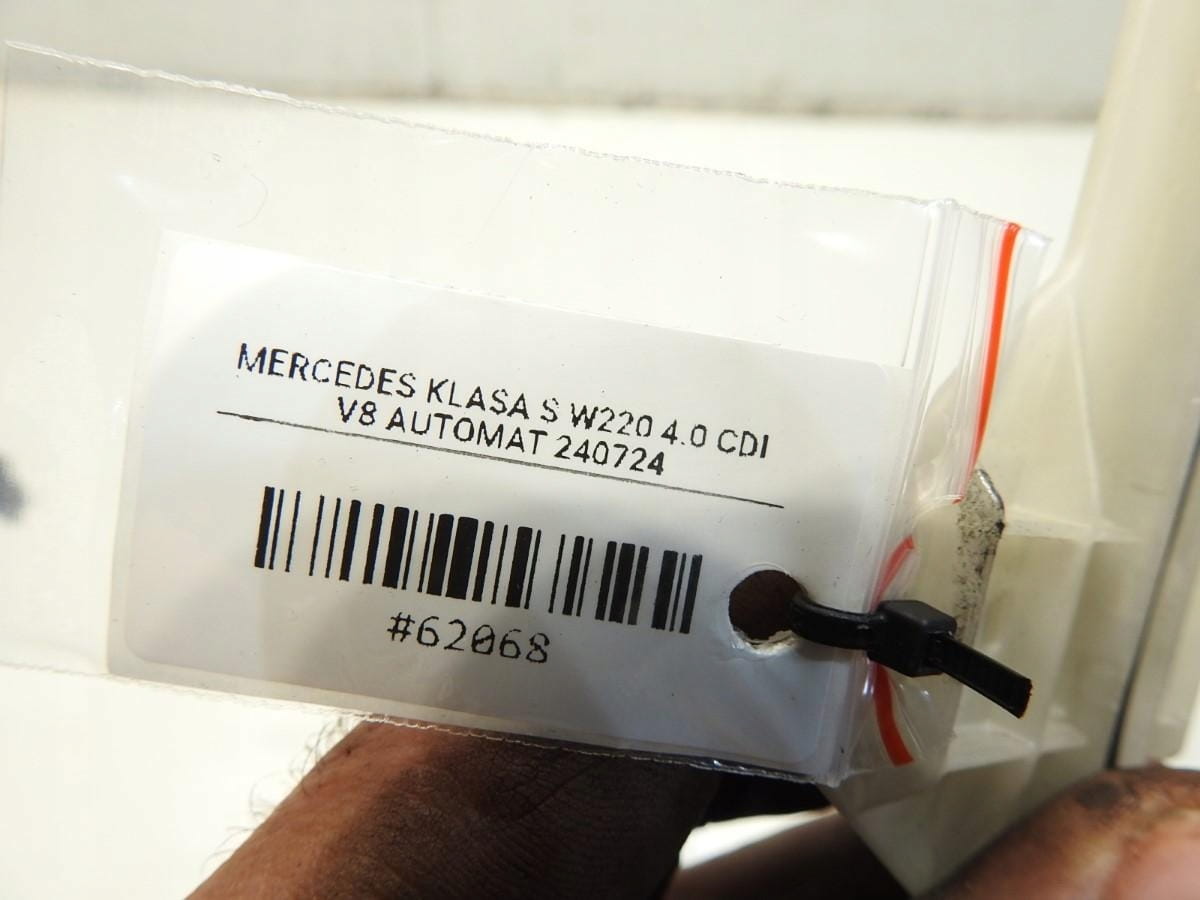 MERCEDES KLASA S W220 4.0 CDI
V8 AUTOMAT 240724
#62068